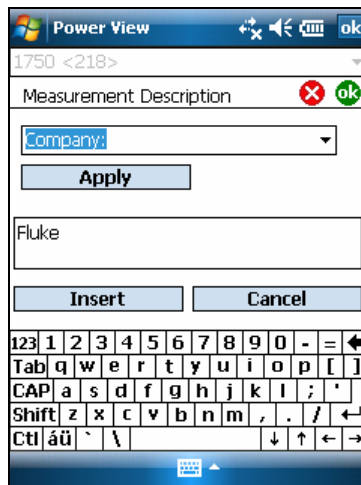 Power View ok
1750 <218>
Measurement Description ok
Company:
Apply
Fluke
Insert Cancel
123 1 2 3 4 5 6 7 8 9 0 - =
Tab q w e r t y u i o p [ ]
CAP a s d f g h j k l ; '
Shift z x c v b n m , . /
Ctl áü ` \